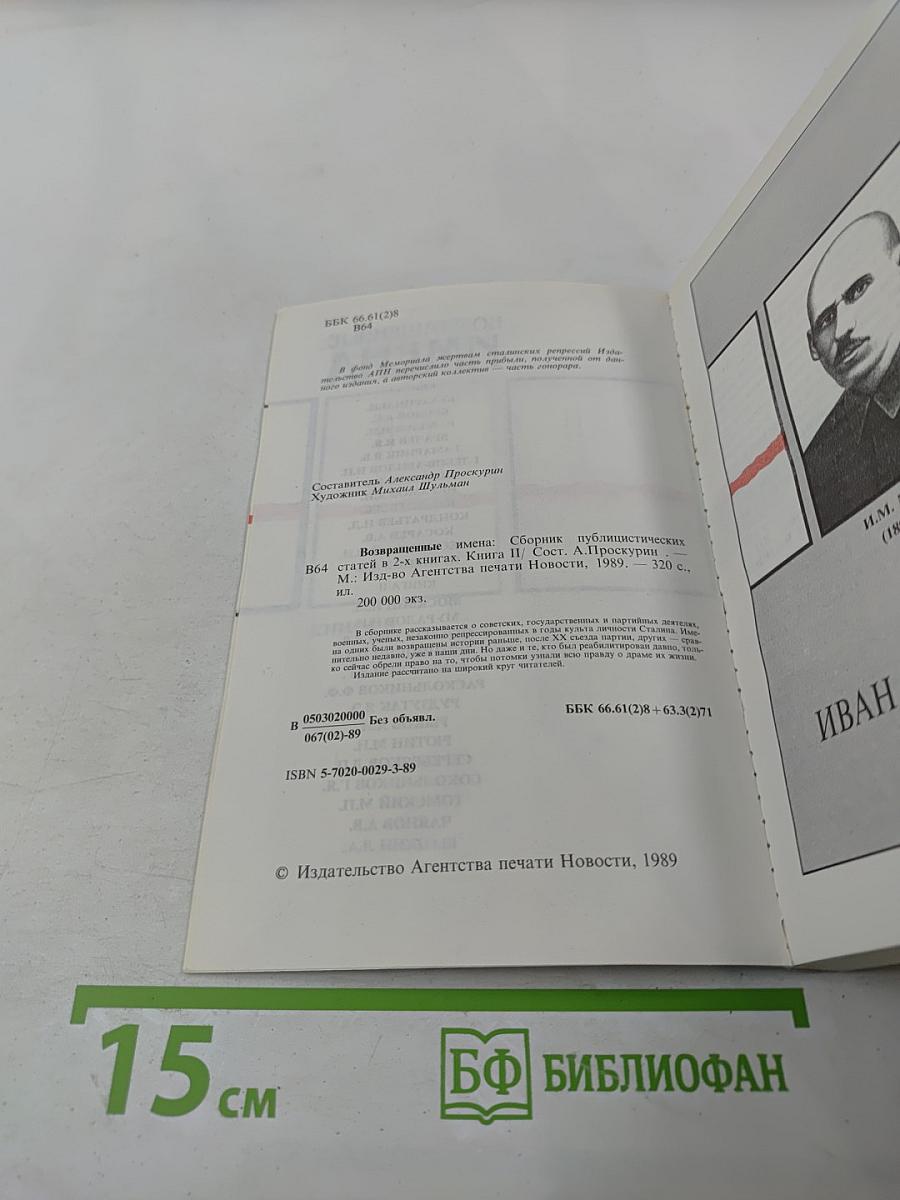 ББК 66.61(2)8
В64
В фонд Мемориала жертвам сталинских репрессий Изда-
тельство АПН перечислило часть прибыли, полученной от дан-
ного издания, а авторский коллектив — часть гонорара.
Составитель Александр Проскурин
Художник Михаил Шульман
Возвращенные имена: Сборник публицистических
В64 статей в 2-х книгах. Книга II/ Сост. А.Проскурин . —
М.: Изд-во Агентства печати Новости, 1989. — 320 с.,
ил.
200 000 экз.
В сборнике рассказывается о советских, государственных и партийных деятелях,
военных, ученых, незаконно репрессированных в годы культа личности Сталина. Име-
на одних были возвращены истории раньше, после XX съезда партии, других — срав-
нительно недавно, уже в наши дни. Но даже и те, кто был реабилитирован давно, толь-
ко сейчас обрели право на то, чтобы потомки узнали всю правду о драме их жизни.
Издание рассчитано на широкий круг читателей.
В 0503020000 Без объявл.
067(02)-89
ББК 66.61(2)8+63.3(2)71
ISBN 5-7020-0029-3-89
© Издательство Агентства печати Новости, 1989
И.М.
(18
ИВАН
15 см
БФ БИБЛИОФАН